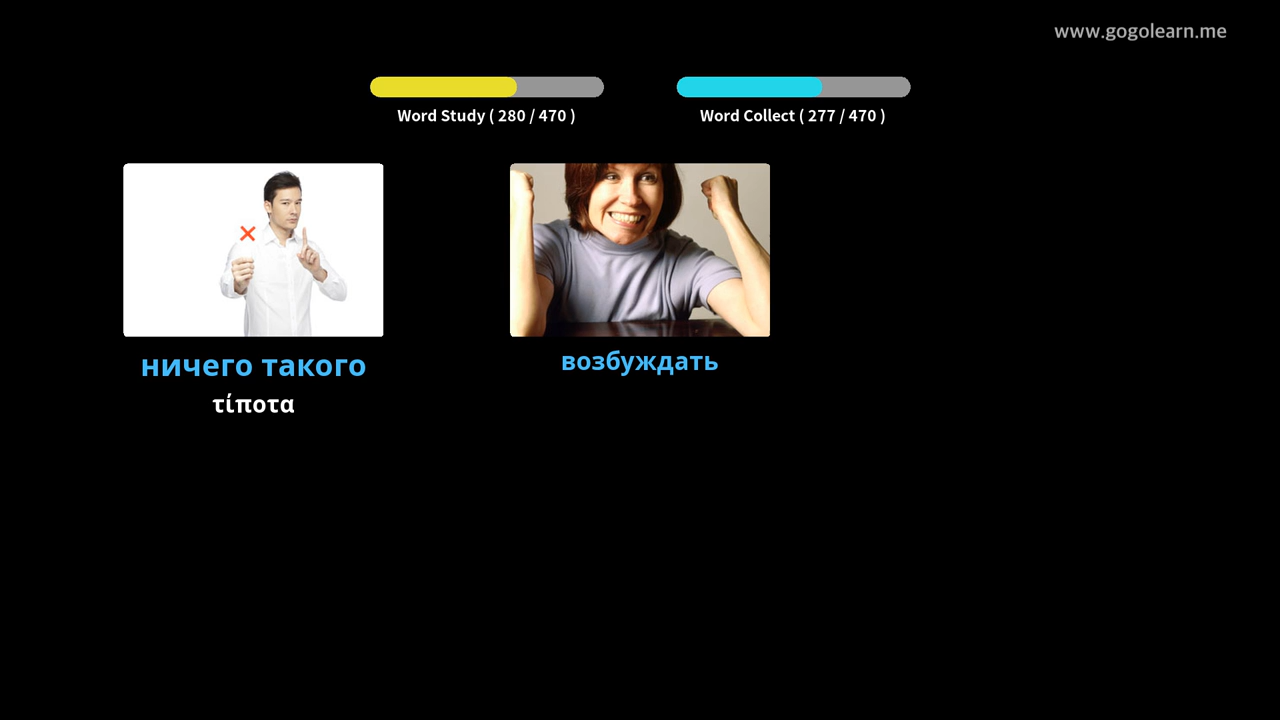 www.gogolearn.me
Word Study ( 280 / 470 )
Word Collect ( 277 / 470 )
ничего такого
τίποτα
возбуждать